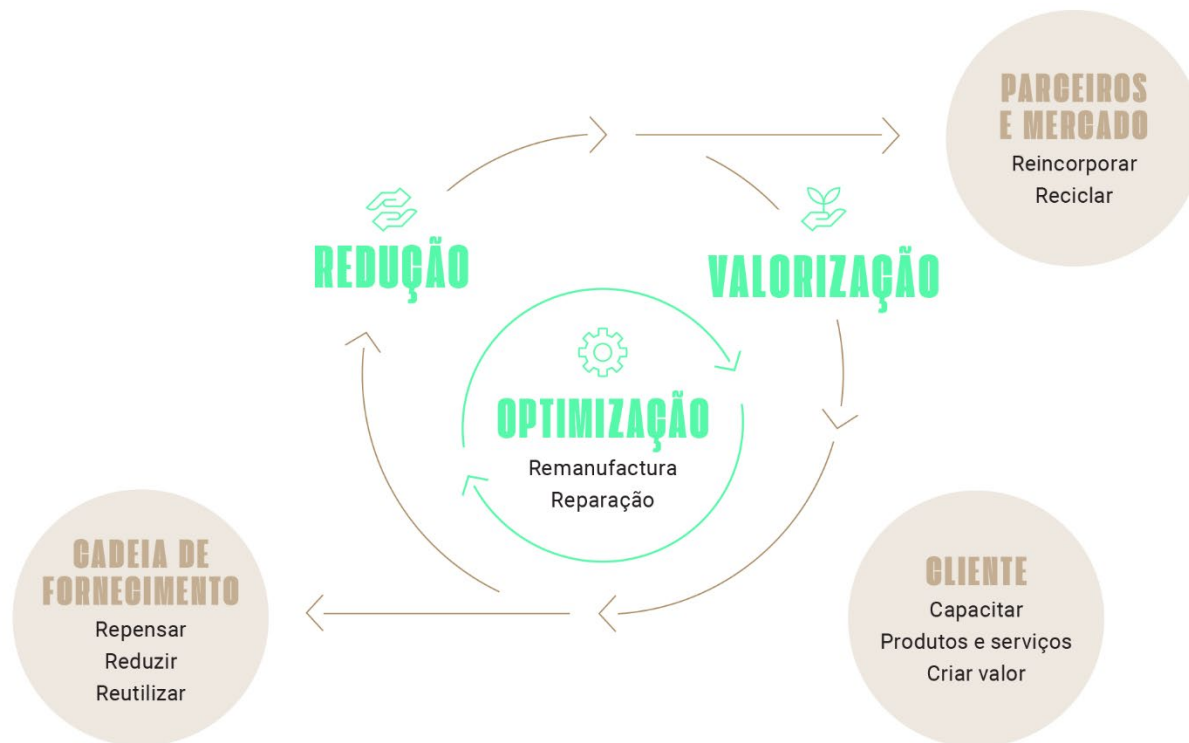 PARCEIROS
E MERCADO
Reincorporar
Reciclar
REDUÇÃO
VALORIZAÇÃO
OPTIMIZAÇÃO
Remanufactura
Reparação
CADEIA DE
FORNECIMENTO
Repensar
Reduzir
Reutilizar
CLIENTE
Capacitar
Produtos e serviços
Criar valor